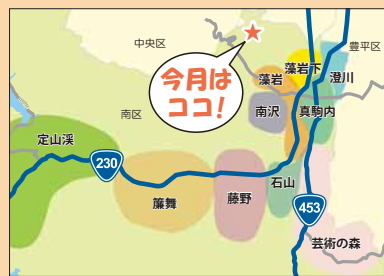 中央区
豊平区
今月は
ココ!
藻岩下
藻岩
澄川
南区
南沢
真駒内
定山渓
230
簾舞
藤野
石山
453
芸術の森